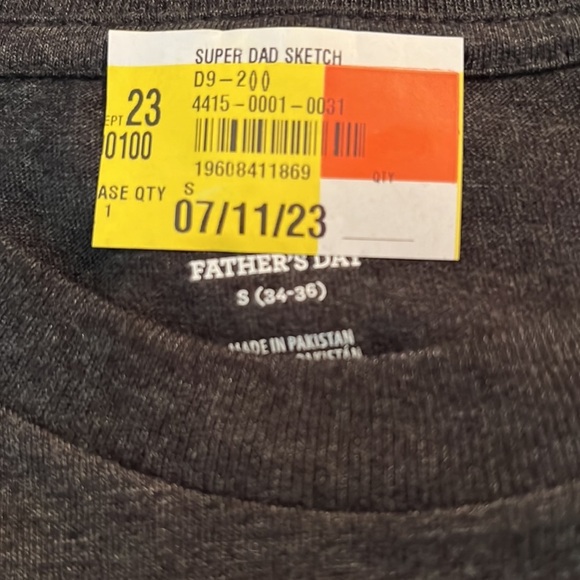 SUPER DAD SKETCH
D9-200
4415-0001-0031
EPT 23
0100
19608411869
QTY
ASE QTY S
1
07/11/23
FATHER'S DAY
S (34-36)
MADE IN PAKISTAN
PAKISTÁN